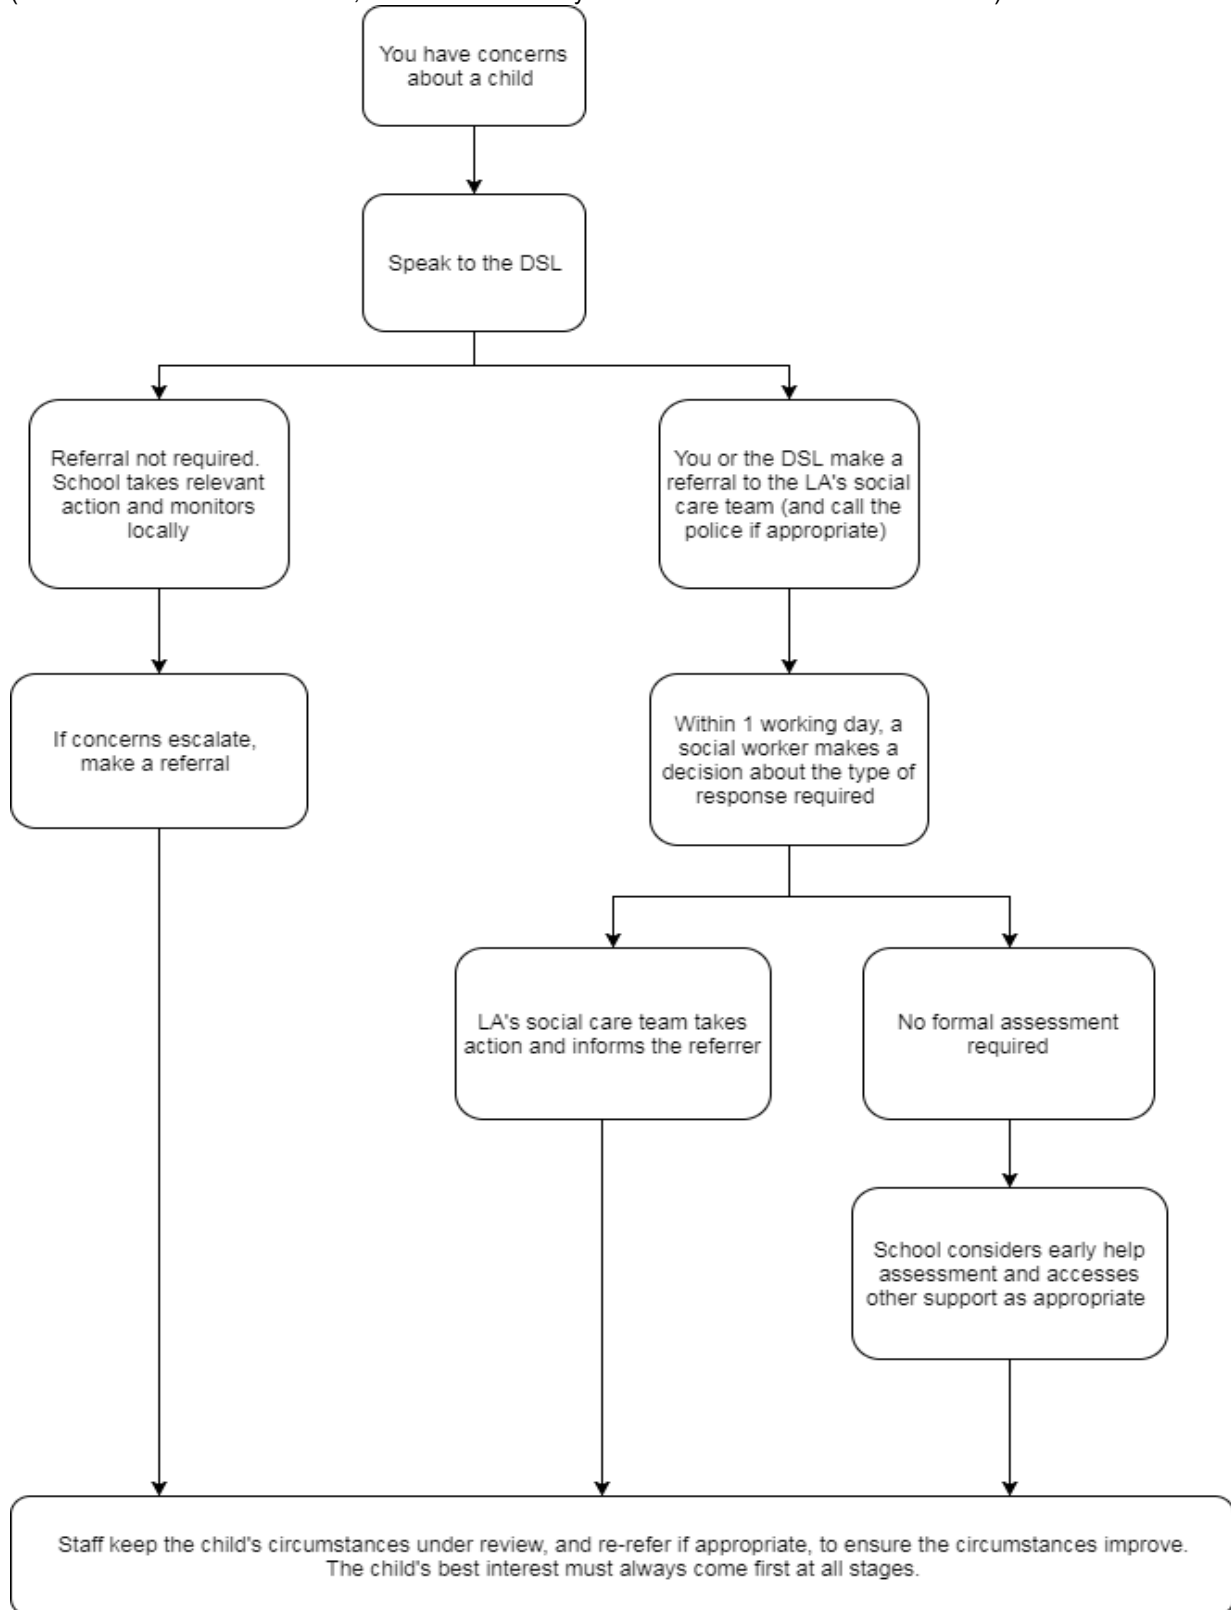 You have concerns
about a child
Speak to the DSL
Referral not required.
School takes relevant
action and monitors
locally
You or the DSL make a
referral to the LA's social
care team (and call the
police if appropriate)
If concerns escalate,
make a referral
Within 1 working day, a
social worker makes a
decision about the type of
response required
LA's social care team takes
action and informs the referrer
No formal assessment
required
School considers early help
assessment and accesses
other support as appropriate
Staff keep the child's circumstances under review, and re-refer if appropriate, to ensure the circumstances improve.
The child's best interest must always come first at all stages.